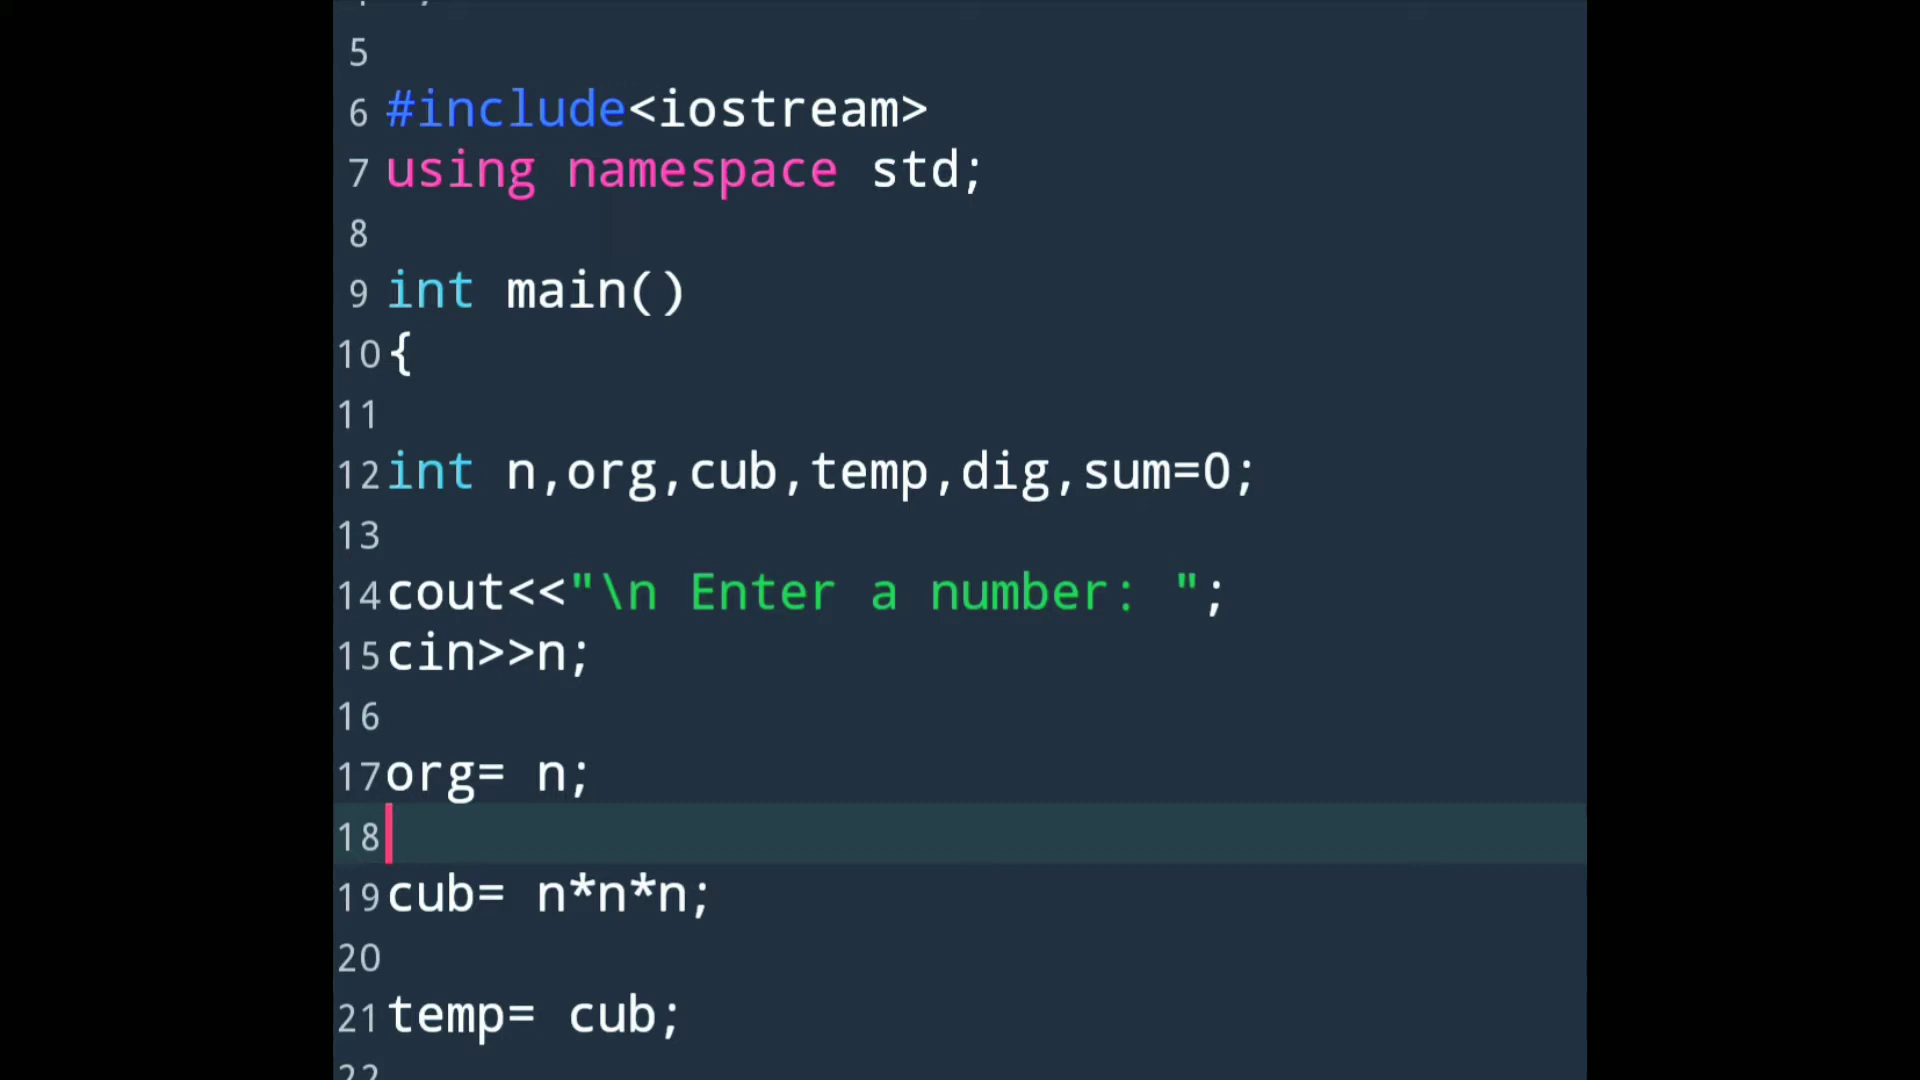 5
6 #include<iostream>
7 using namespace std;
8
9 int main()
10 {
11
12 int n,org,cub,temp,dig,sum=0;
13
14 cout<<"\n Enter a number: ";
15 cin>>n;
16
17 org= n;
18
19 cub= n*n*n;
20
21 temp= cub;
22